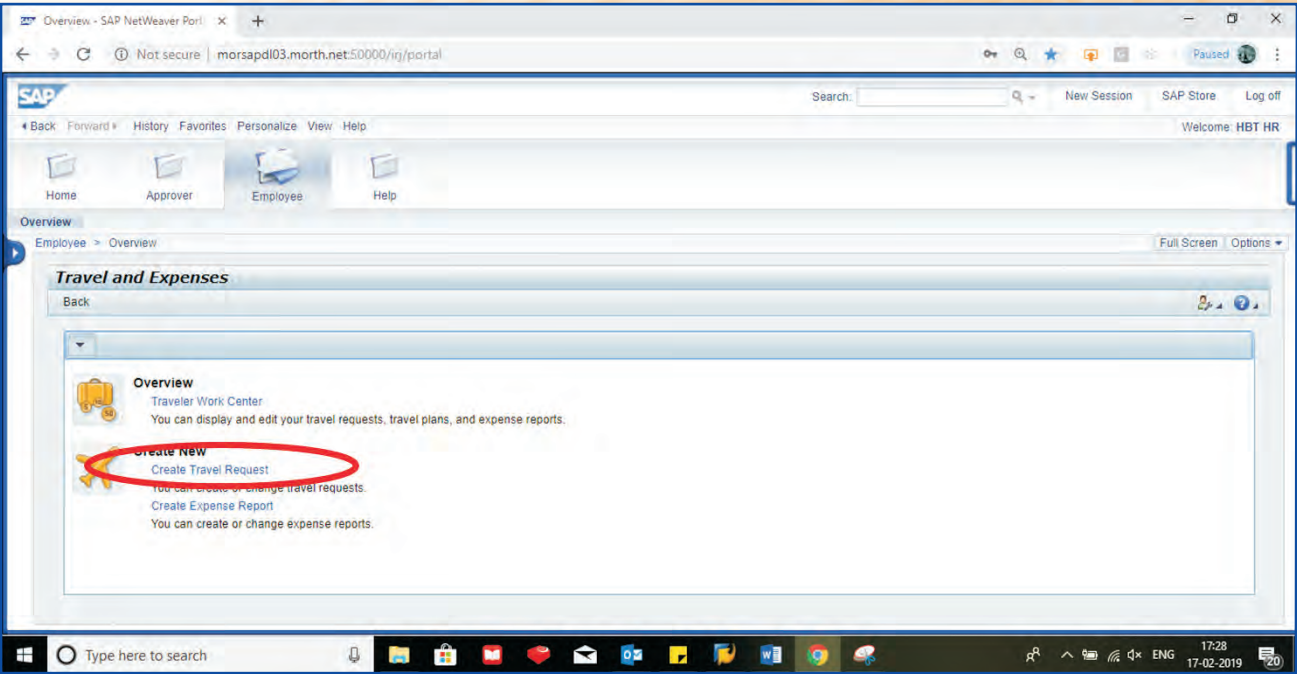 Overview - SAP NetWeaver Port
Not secure | morsapdl03.morth.net:50000/irj/portal
Paused
SAP
Search:
New Session SAP Store Log off
Back Forward History Favorites Personalize View Help
Welcome: HBT HR
Home Approver Employee Help
Overview
Employee > Overview
Full Screen Options
Travel and Expenses
Back
Overview
Traveler Work Center
You can display and edit your travel requests, travel plans, and expense reports.
Create New
Create Travel Request
You can create or change travel requests.
Create Expense Report
You can create or change expense reports.
Type here to search
ENG
17:28
17-02-2019
20